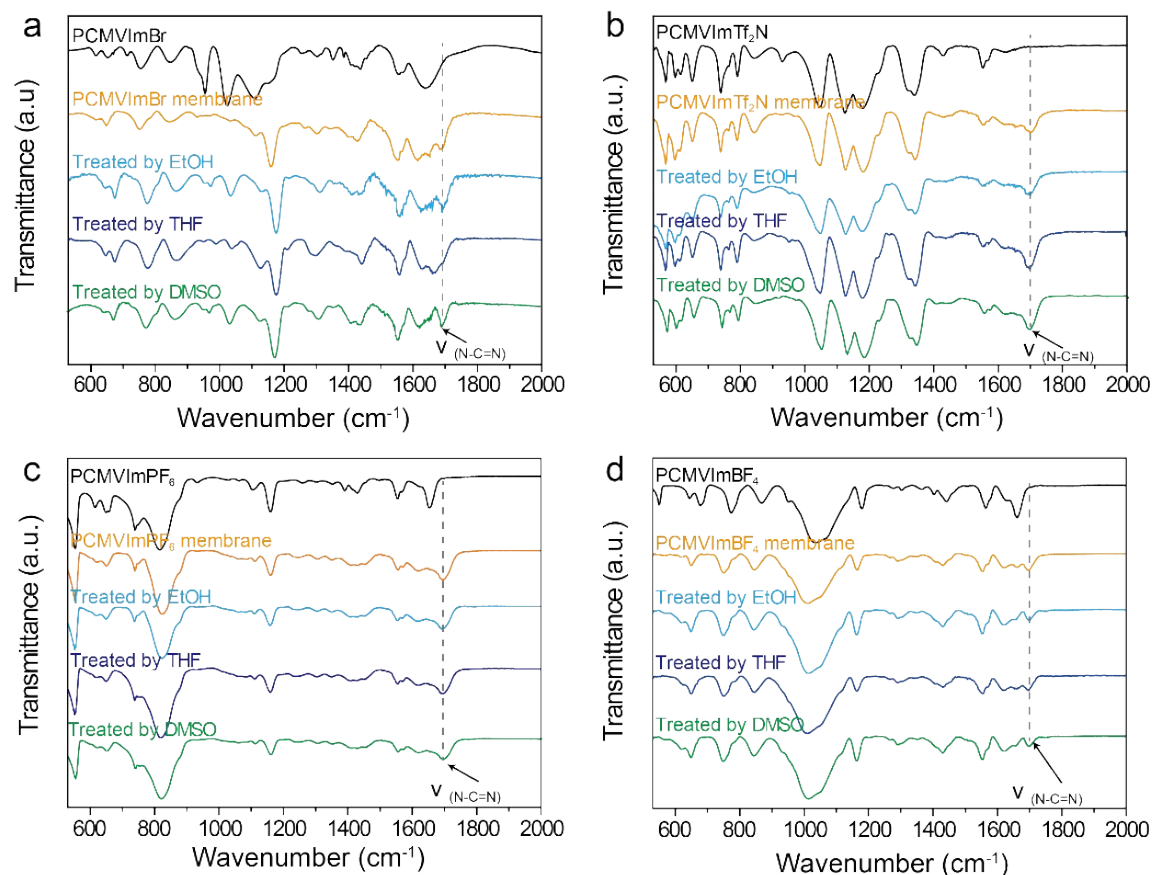 a
PCMVImBr
PCMVImBr membrane
Treated by EtOH
Treated by THF
Treated by DMSO
ν (N-C=N)
Transmittance (a.u)
600 800 1000 1200 1400 1600 1800 2000
Wavenumber (cm⁻¹)
b
PCMVImTf₂N
PCMVImTf₂N membrane
Treated by EtOH
Treated by THF
Treated by DMSO
ν (N-C=N)
Transmittance (a.u.)
600 800 1000 1200 1400 1600 1800 2000
Wavenumber (cm⁻¹)
c
PCMVImPF₆
PCMVImPF₆ membrane
Treated by EtOH
Treated by THF
Treated by DMSO
ν (N-C=N)
Transmittance (a.u.)
600 800 1000 1200 1400 1600 1800 2000
Wavenumber (cm⁻¹)
d
PCMVImBF₄
PCMVImBF₄ membrane
Treated by EtOH
Treated by THF
Treated by DMSO
ν (N-C=N)
Transmittance (a.u.)
600 800 1000 1200 1400 1600 1800 2000
Wavenumber (cm⁻¹)